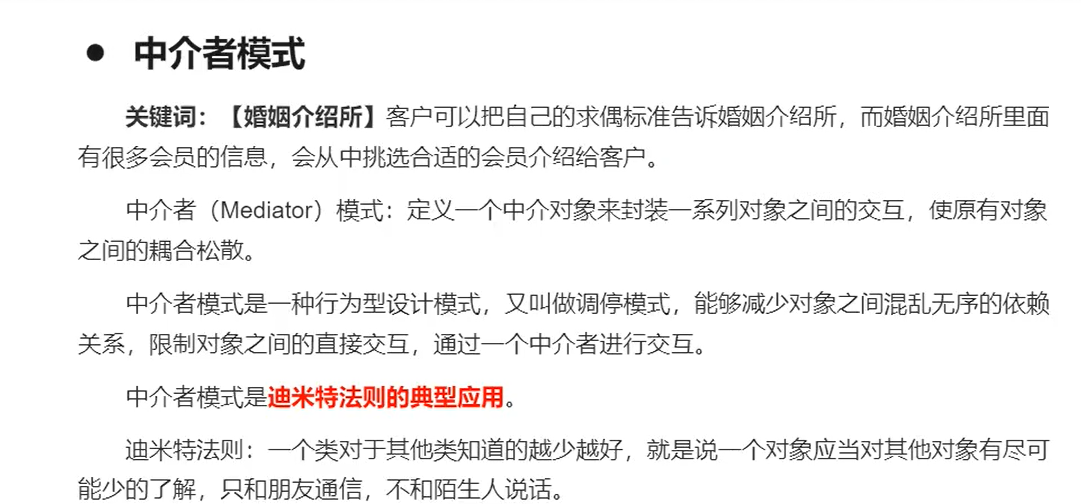 ● 中介者模式
关键词：【婚姻介绍所】客户可以把自己的求偶标准告诉婚姻介绍所，而婚姻介绍所里面
有很多会员的信息，会从中挑选合适的会员介绍给客户。
中介者（Mediator）模式：定义一个中介对象来封装一系列对象之间的交互，使原有对象
之间的耦合松散。
中介者模式是一种行为型设计模式，又叫做调停模式，能够减少对象之间混乱无序的依赖
关系，限制对象之间的直接交互，通过一个中介者进行交互。
中介者模式是迪米特法则的典型应用。
迪米特法则：一个类对于其他类知道的越少越好，就是说一个对象应当对其他对象有尽可
能少的了解，只和朋友通信，不和陌生人说话。